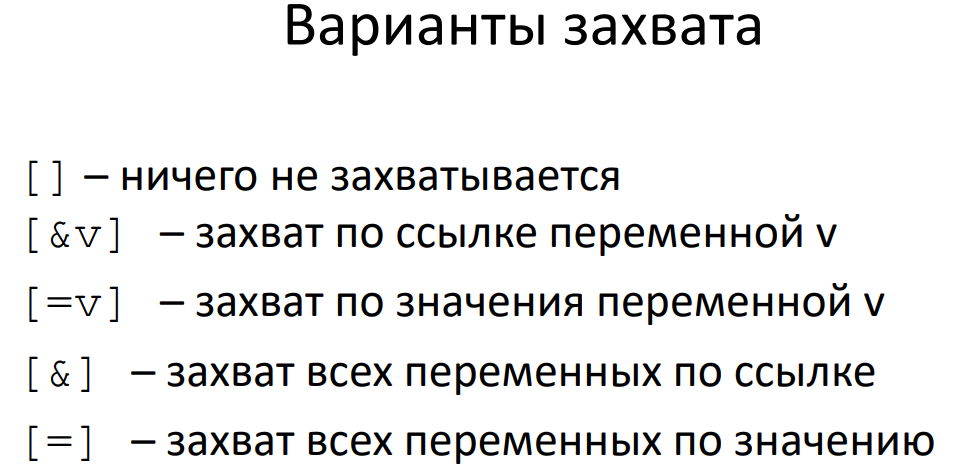 Варианты захвата
[] – ничего не захватывается
[&v] – захват по ссылке переменной v
[=v] – захват по значения переменной v
[&] – захват всех переменных по ссылке
[=] – захват всех переменных по значению